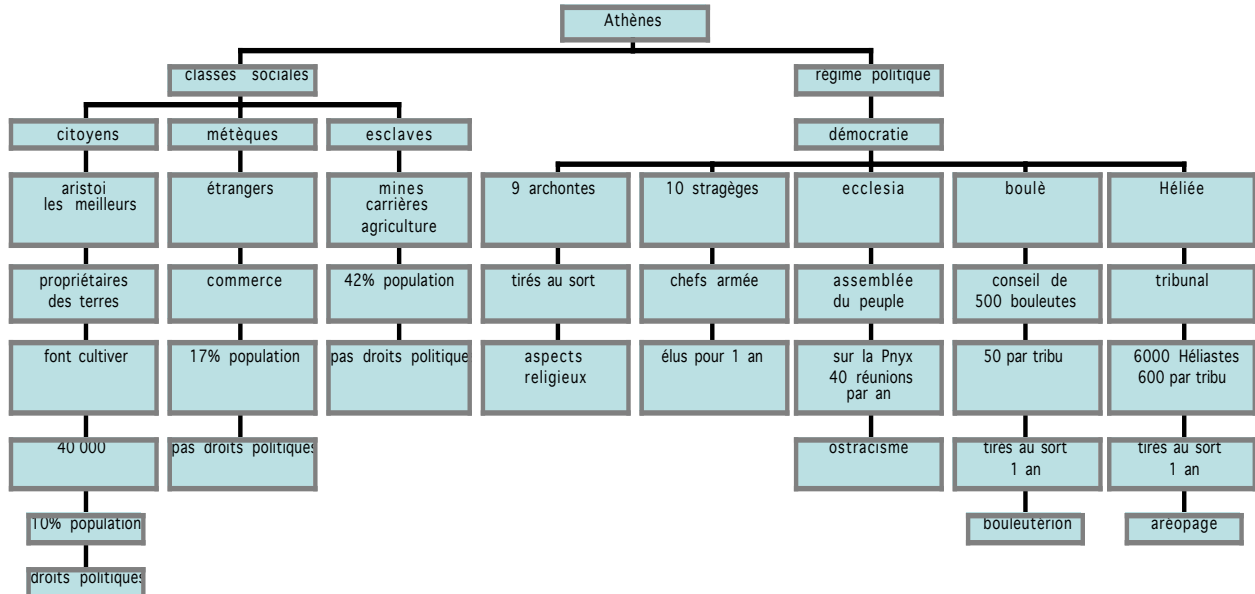 Athènes
classes sociales
régime politique
citoyens
métèques
esclaves
démocratie
aristoi
les meilleurs
étrangers
mines
carrières
agriculture
9 archontes
10 stragèges
ecclesia
boulè
Héliée
propriétaires
des terres
commerce
42% population
tirés au sort
chefs armée
assemblée
du peuple
conseil de
500 bouleutes
tribunal
font cultiver
17% population
pas droits politique
aspects
religieux
élus pour 1 an
sur la Pnyx
40 réunions
par an
50 par tribu
6000 Héliastes
600 par tribu
40 000
pas droits politiques
ostracisme
tirés au sort
1 an
tirés au sort
1 an
10% population
bouleutérion
aréopage
droits politiques